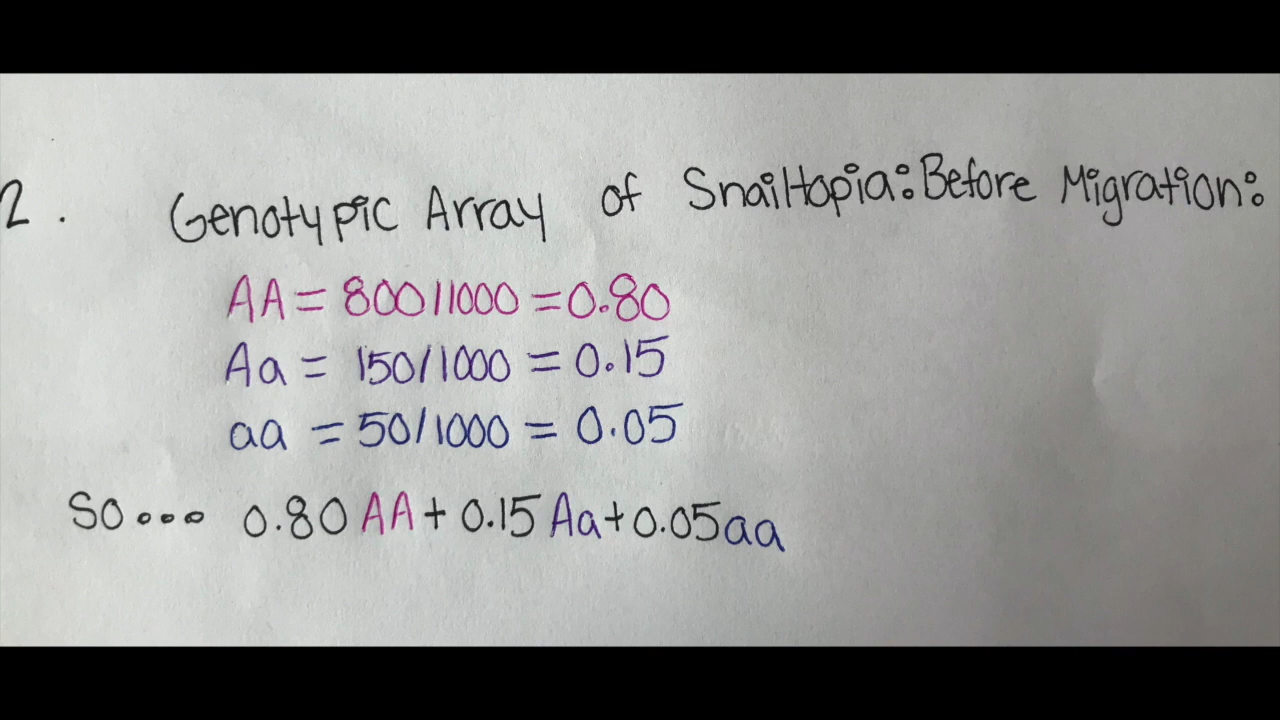 2. Genotypic Array of Snailtopia: Before Migration:
AA = 800/1000 = 0.80
Aa = 150/1000 = 0.15
aa = 50/1000 = 0.05
So... 0.80 AA + 0.15 Aa + 0.05 aa